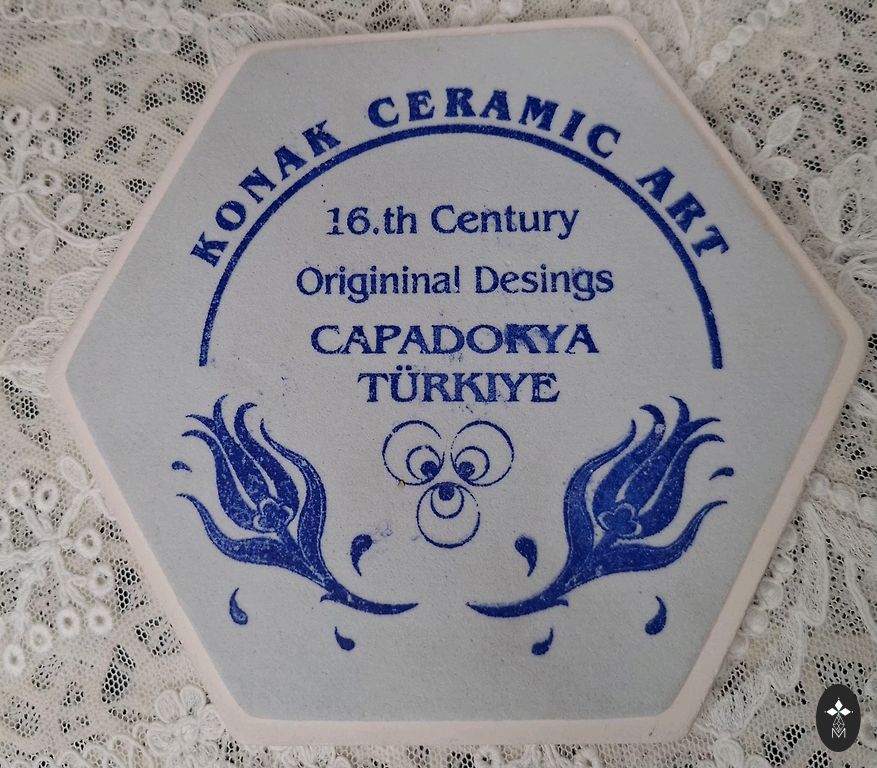 KONAK CERAMIC ART
16.th Century
Origininal Desings
CAPADOKYA
TÜRKIYE